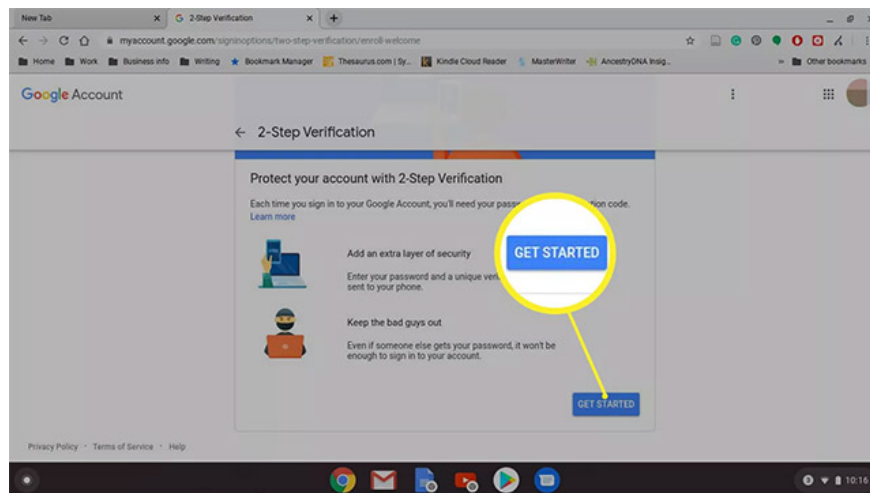 New Tab
2-Step Verification
myaccount.google.com/signinoptions/two-step-verification/enroll-welcome
Home Work Business info Writing Bookmark Manager Thesaurus.com | Sy... Kindle Cloud Reader MasterWriter AncestryDNA Insig... » Other bookmarks
Google Account
2-Step Verification
Protect your account with 2-Step Verification
Each time you sign in to your Google Account, you'll need your pass tion code.
Learn more
GET STARTED
Add an extra layer of security
Enter your password and a unique veri
sent to your phone.
Keep the bad guys out
Even if someone else gets your password, it won't be
enough to sign in to your account.
GET STARTED
Privacy Policy · Terms of Service · Help
10:16